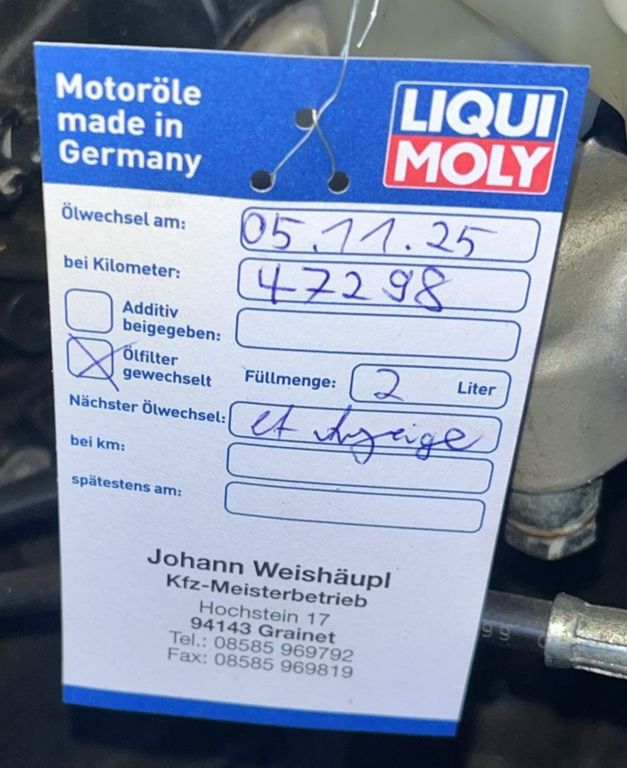 Motoröle
made in
Germany
LIQUI
MOLY
Ölwechsel am: 05.11.25
bei Kilometer: 47298
Additiv
beigegeben:
Ölfilter
gewechselt
Füllmenge: 2 Liter
Nächster Ölwechsel: Anzeige
bei km:
spätestens am:
Johann Weishäupl
Kfz-Meisterbetrieb
Hochstein 17
94143 Grainet
Tel.: 08585 969792
Fax: 08585 969819